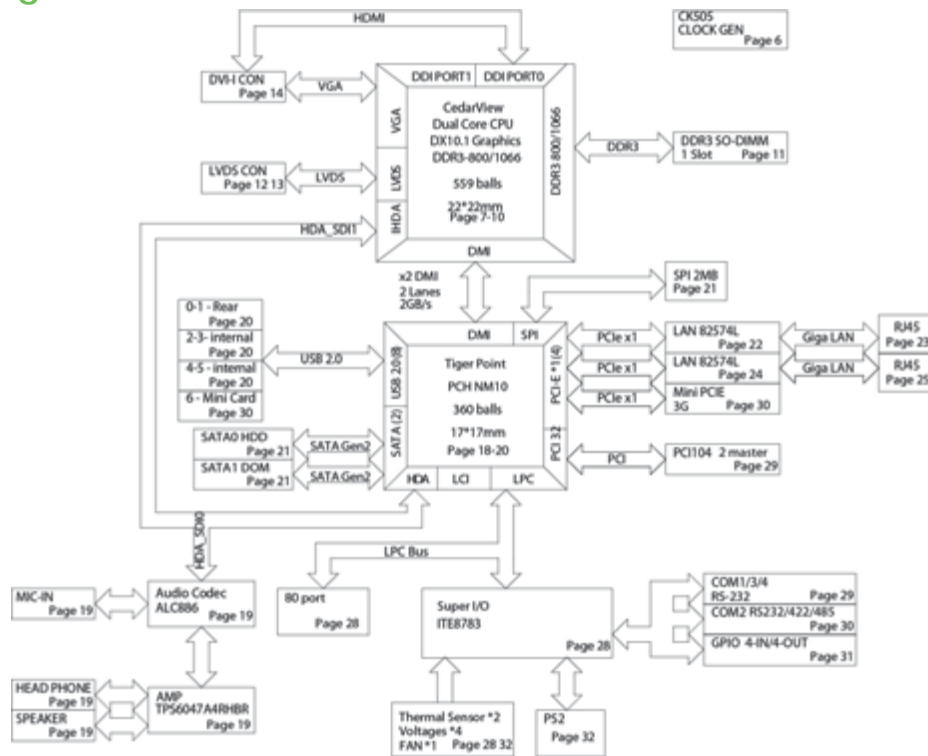 HDMI
CK505
CLOCK GEN
Page 6
DVI-I CON
Page 14
VGA
DDI PORT1
DDI PORT0
VGA
CedarView
Dual Core CPU
DX10.1 Graphics
DDR3-800/1066
559 balls
22*22mm
Page 7-10
DDR3 800/1066
DDR3
DDR3 SO-DIMM
1 Slot Page 11
LVDS CON
Page 12 13
LVDS
LVDS
IHDA
HDA_SDI1
DMI
x2 DMI
2 Lanes
2GB/s
SPI 2MB
Page 21
0-1 - Rear
Page 20
2-3- internal
Page 20
4-5 - internal
Page 20
6 - Mini Card
Page 30
USB 2.0
USB 2.0(8)
DMI
SPI
Tiger Point
PCH NM10
360 balls
17*17mm
Page 18-20
PCI-E *1(4)
PCIe x1
LAN 82574L
Page 22
Giga LAN
RJ45
Page 23
PCIe x1
LAN 82574L
Page 24
Giga LAN
RJ45
Page 25
PCIe x1
Mini PCIE
3G Page 30
SATA0 HDD
Page 21
SATA Gen2
SATA1 DOM
Page 21
SATA Gen2
SATA (2)
PCI 32
PCI
PCI104 2 master
Page 29
HDA
LCI
LPC
HDA_SDI0
LPC Bus
MIC-IN
Page 19
Audio Codec
ALC886
Page 19
80 port
Page 28
Super I/O
ITE8783
Page 28
COM1/3/4
RS-232 Page 29
COM2 RS232/422/485
Page 30
GPIO 4-IN/4-OUT
Page 31
HEAD PHONE
Page 19
SPEAKER
Page 19
AMP
TPS6047A4RHBR
Page 19
Thermal Sensor *2
Voltages *4
FAN *1 Page 28 32
PS2
Page 32